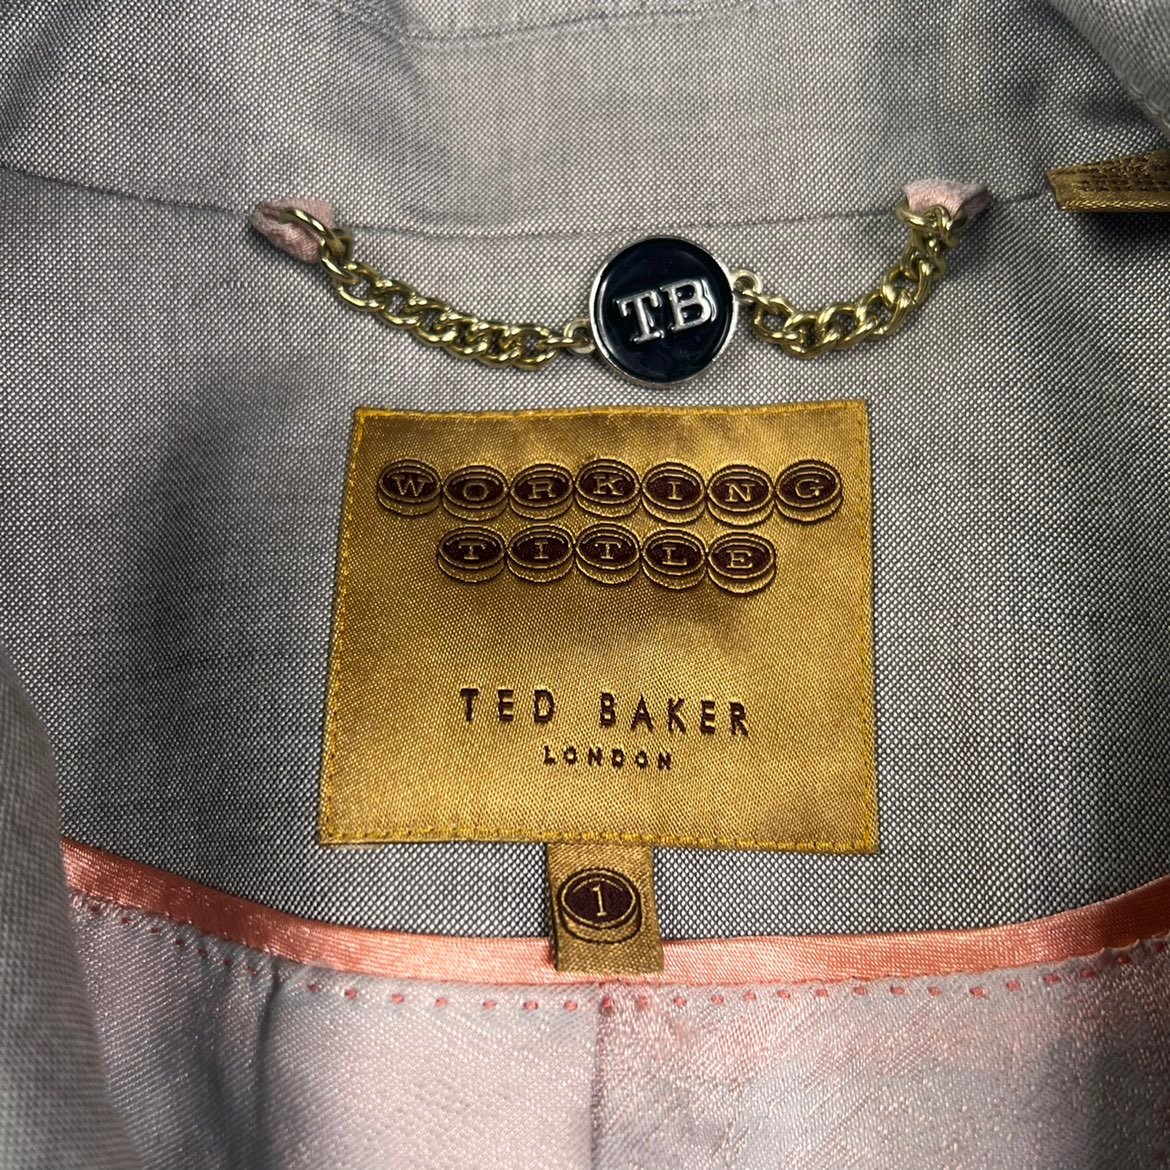 TB
WORKING
TITLE
TED BAKER
LONDON
1